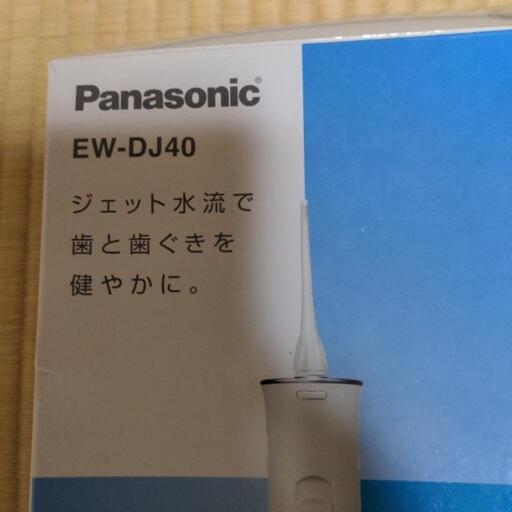 Panasonic®
EW-DJ40
ジェット水流で
歯と歯ぐきを
健やかに。